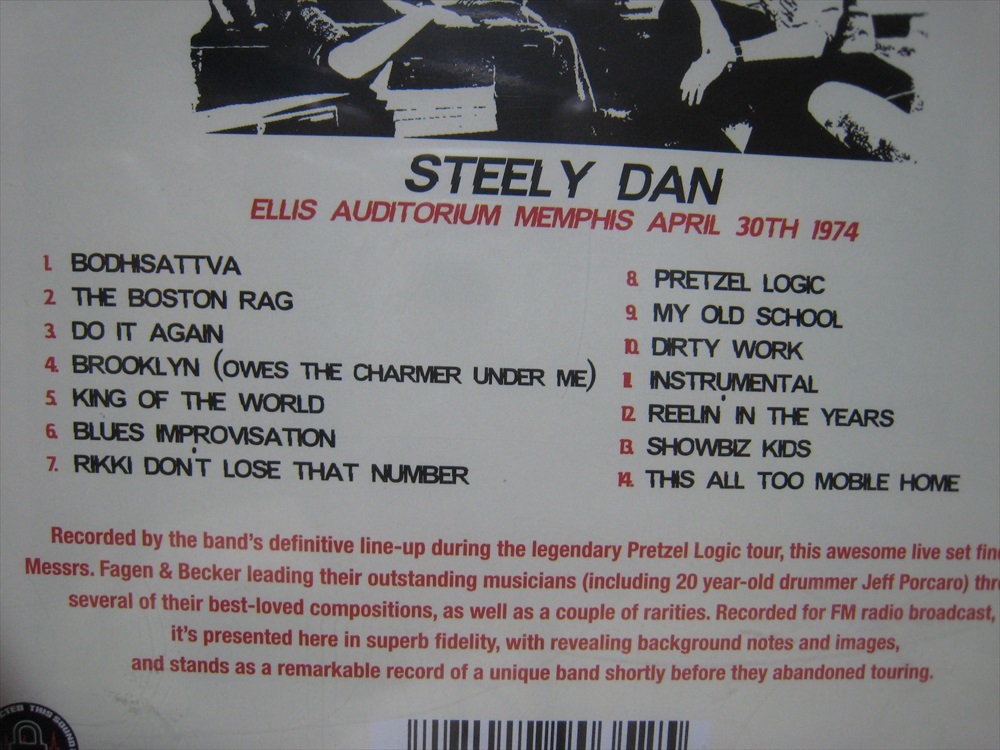 STEELY DAN
ELLIS AUDITORIUM MEMPHIS APRIL 30TH 1974
1. BODHISATTVA
2. THE BOSTON RAG
3. DO IT AGAIN
4. BROOKLYN (OWES THE CHARMER UNDER ME)
5. KING OF THE WORLD
6. BLUES IMPROVISATION
7. RIKKI DON'T LOSE THAT NUMBER
8. PRETZEL LOGIC
9. MY OLD SCHOOL
10. DIRTY WORK
11. INSTRUMENTAL
12. REELIN' IN THE YEARS
13. SHOWBIZ KIDS
14. THIS ALL TOO MOBILE HOME
Recorded by the band's definitive line-up during the legendary Pretzel Logic tour, this awesome live set
Messrs. Fagen & Becker leading their outstanding musicians (including 20 year-old drummer Jeff Porcaro)
several of their best-loved compositions, as well as a couple of rarities. Recorded for FM radio broadcast,
it's presented here in superb fidelity, with revealing background notes and images,
and stands as a remarkable record of a unique band shortly before they abandoned touring.
THIS SOUND